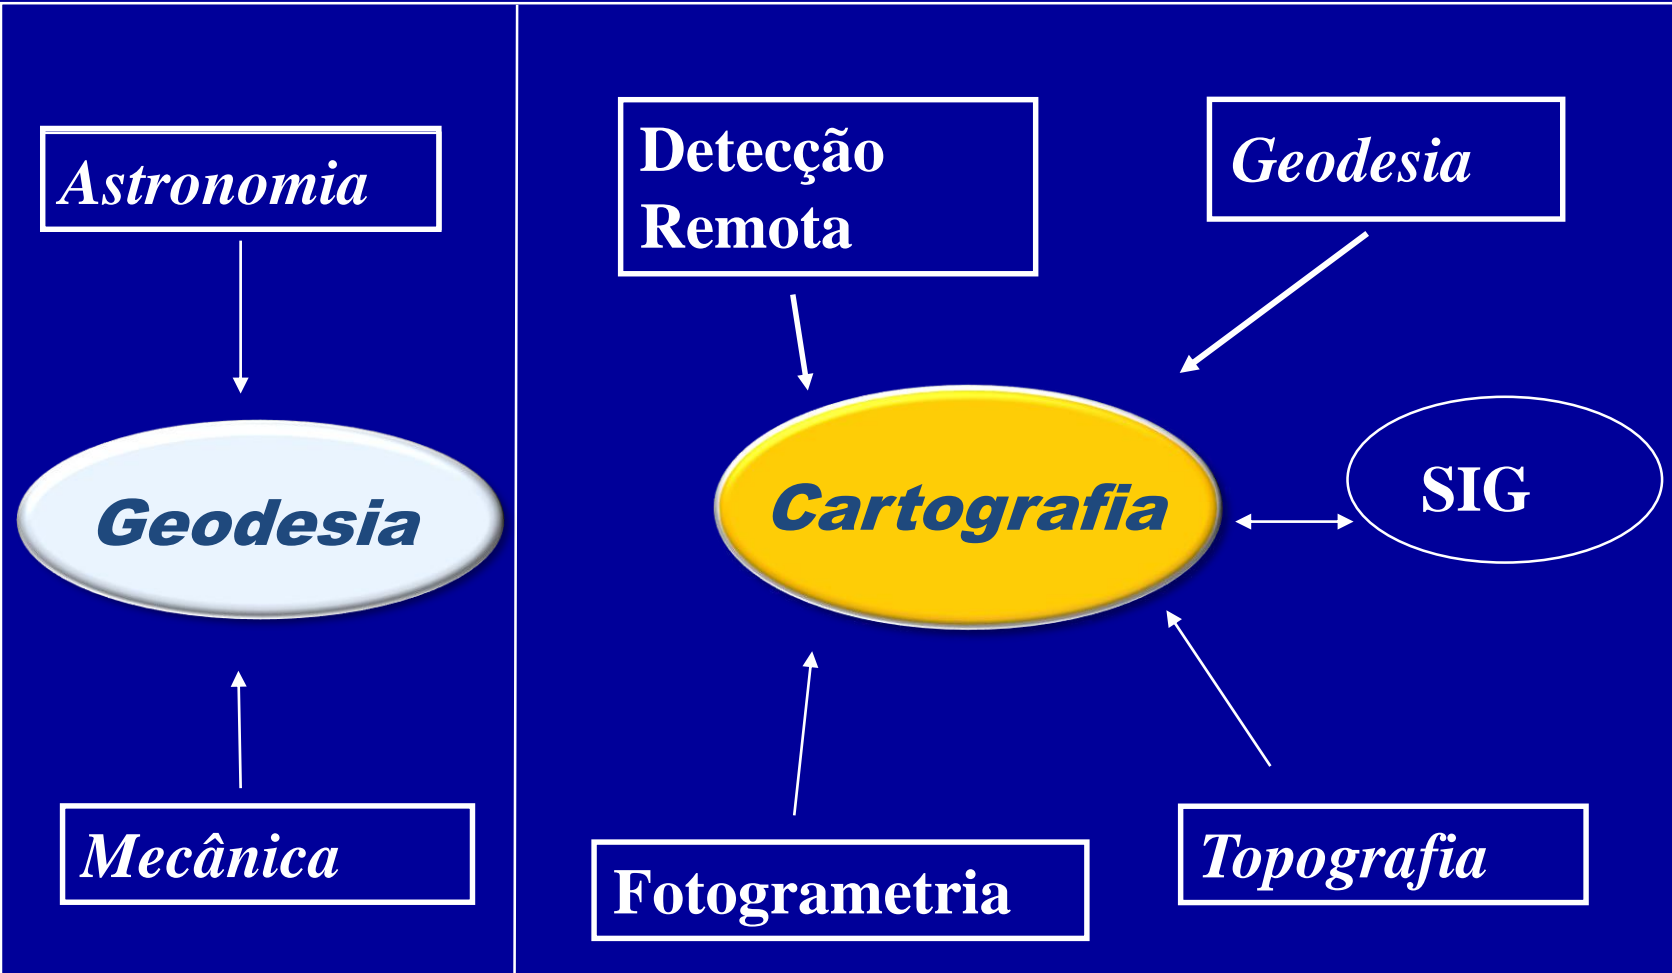 Astronomia
Geodesia
Mecânica
Detecção
Remota
Geodesia
Cartografia
SIG
Fotogrametria
Topografia